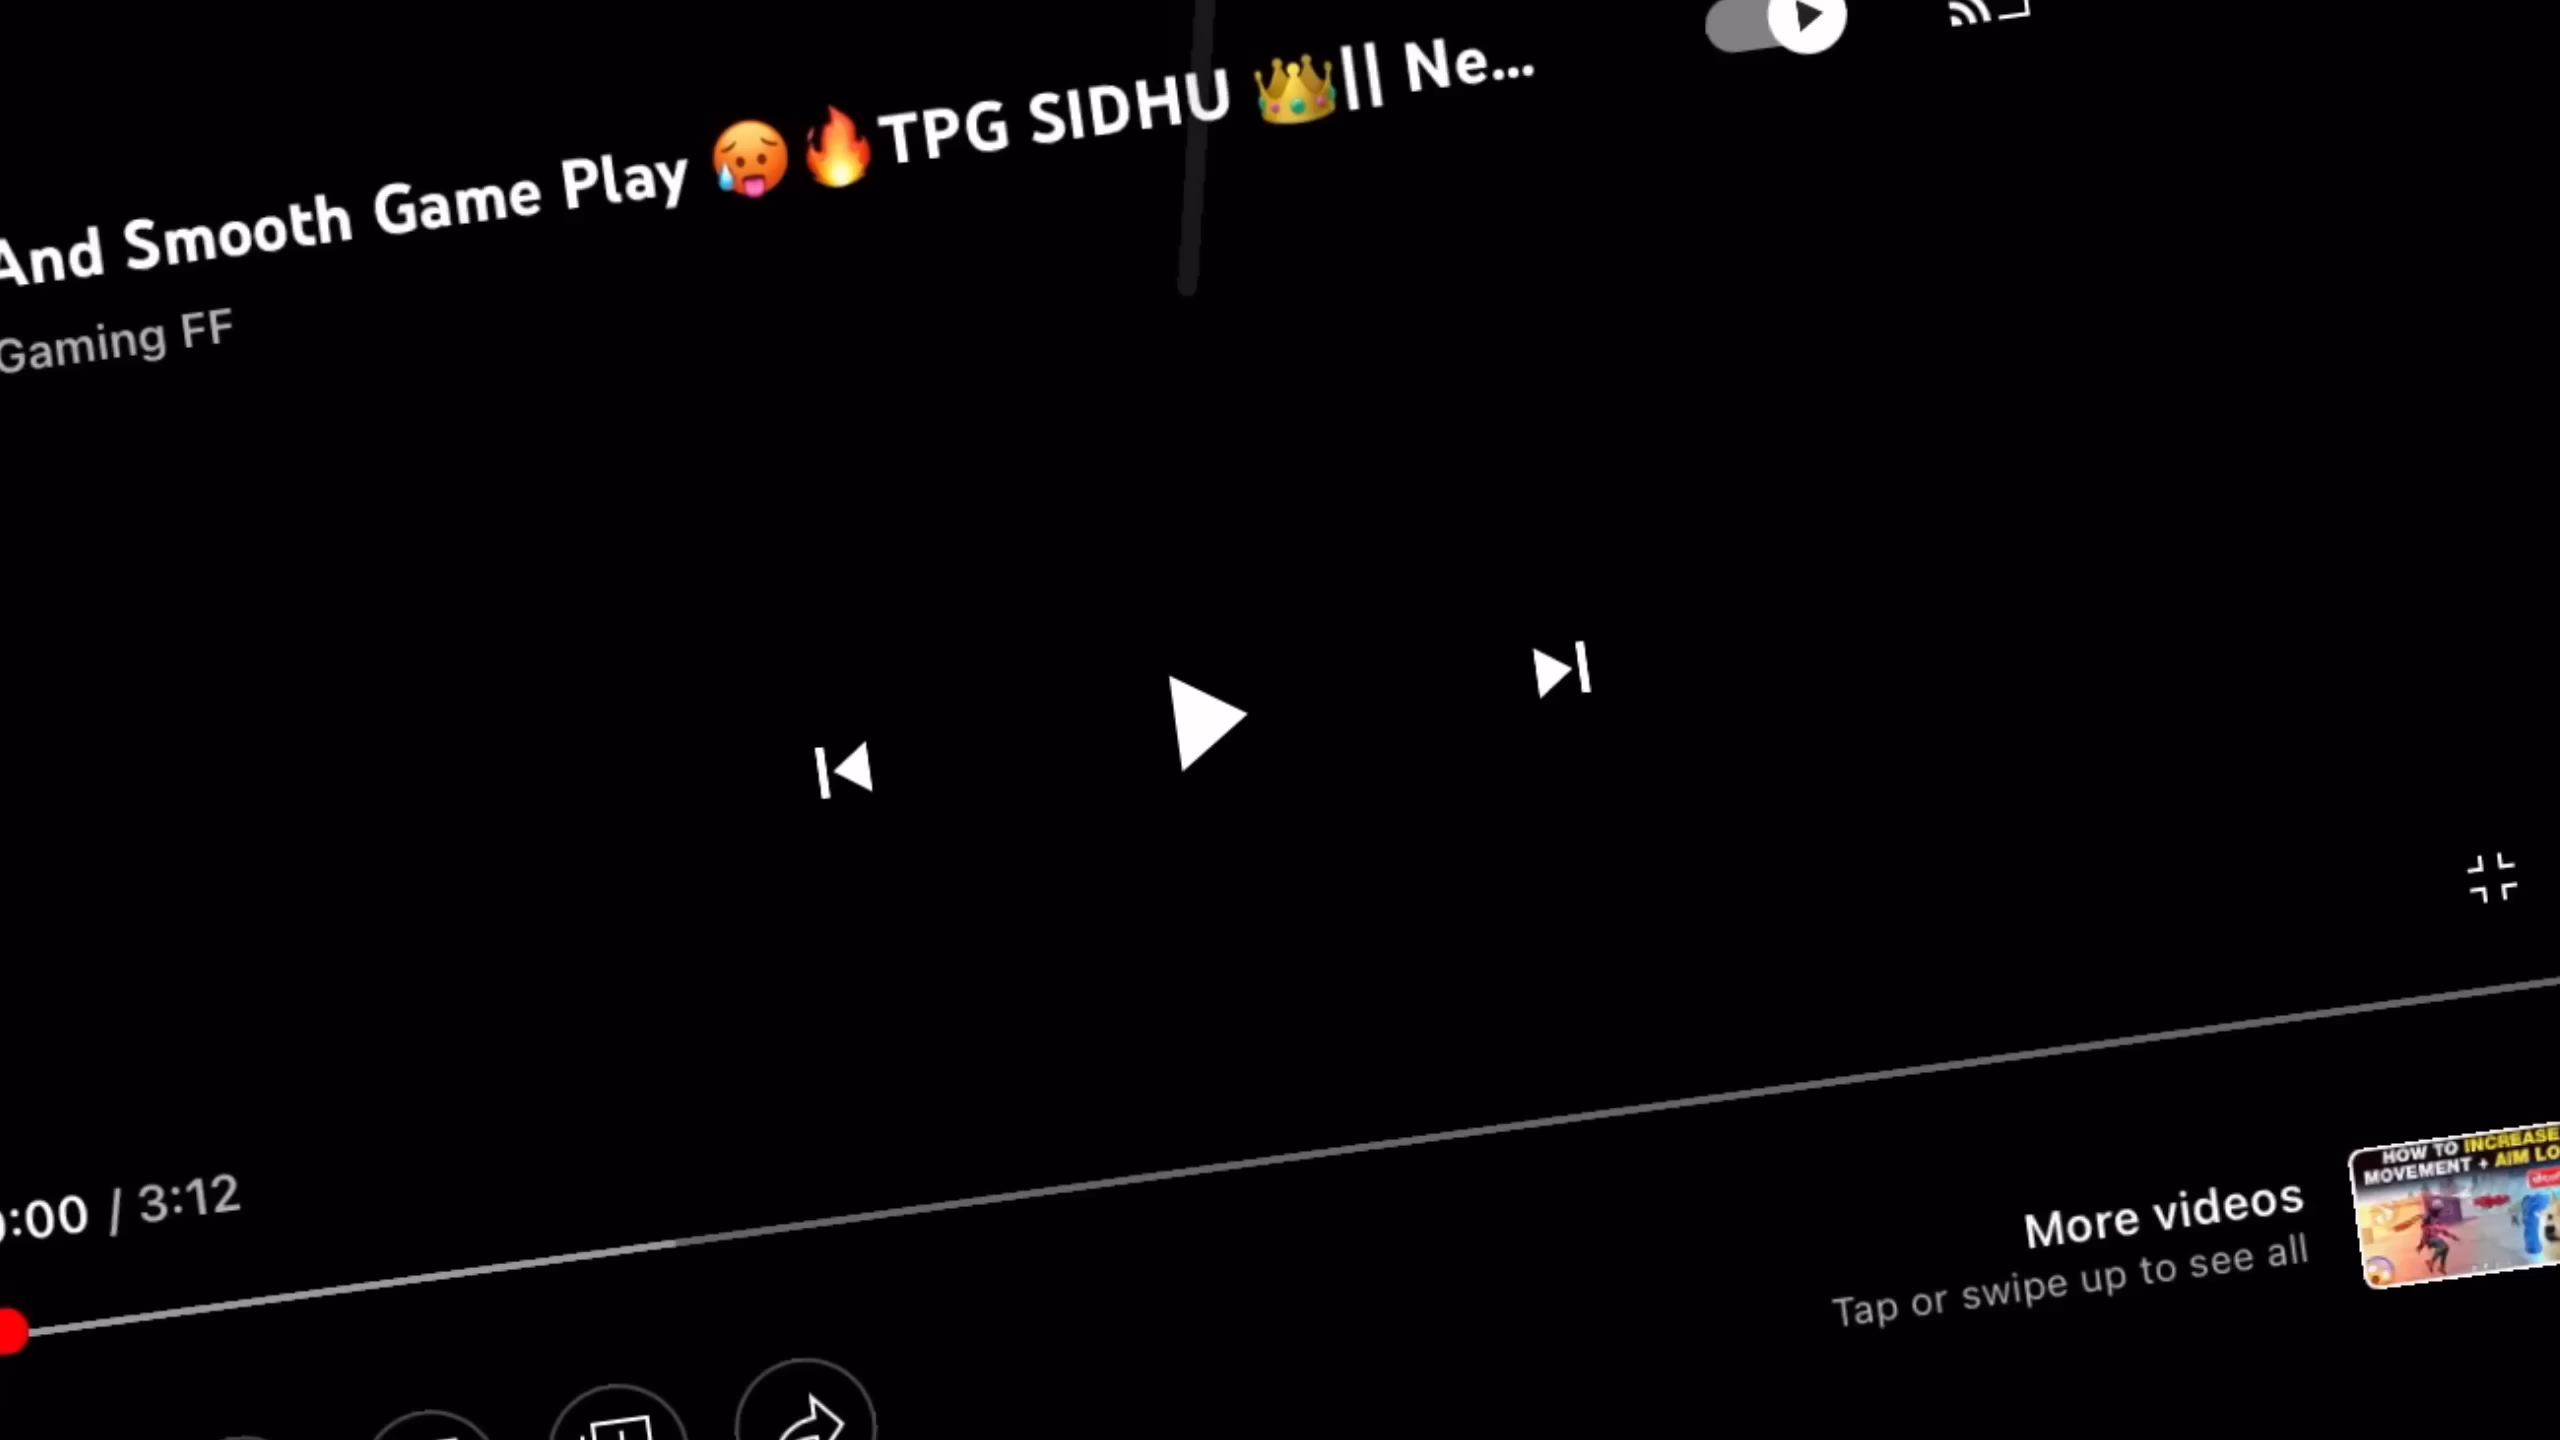 And Smooth Game Play 🥵🔥TPG SIDHU 👑|| Ne...
Gaming FF
0:00 / 3:12
More videos
Tap or swipe up to see all
HOW TO INCREASE
MOVEMENT + AIM LO